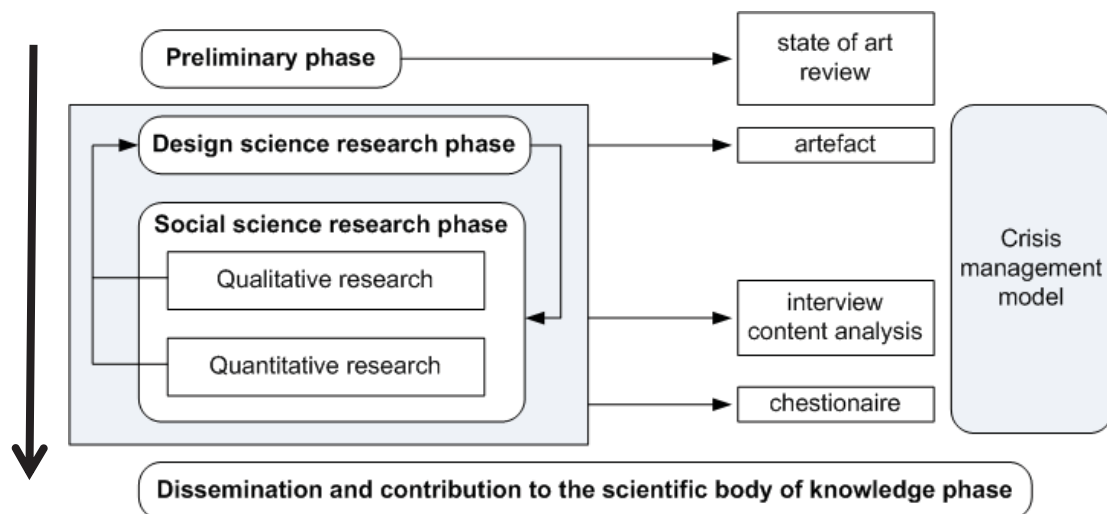 Preliminary phase
state of art
review
Design science research phase
artefact
Social science research phase
Qualitative research
Quantitative research
interview
content analysis
chestionaire
Crisis
management
model
Dissemination and contribution to the scientific body of knowledge phase